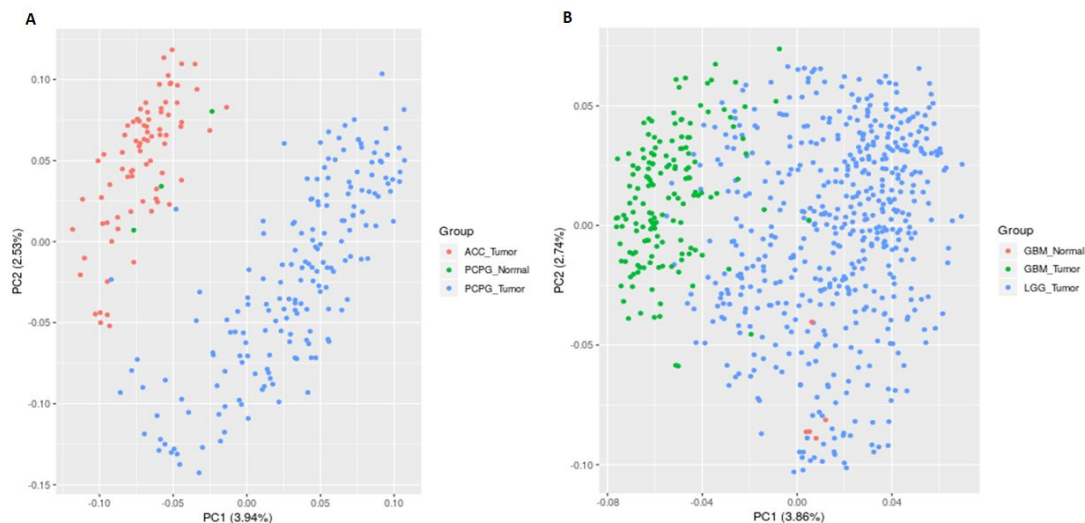 A
0.10
0.05
0.00
-0.05
-0.10
-0.15
PC2 (2.53%)
-0.10
-0.05
0.00
0.05
0.10
PC1 (3.94%)
Group
ACC_Tumor
PCPG_Normal
PCPG_Tumor
B
0.05
0.00
-0.05
-0.10
PC2 (2.74%)
-0.08
-0.04
0.00
0.04
PC1 (3.86%)
Group
GBM_Normal
GBM_Tumor
LGG_Tumor